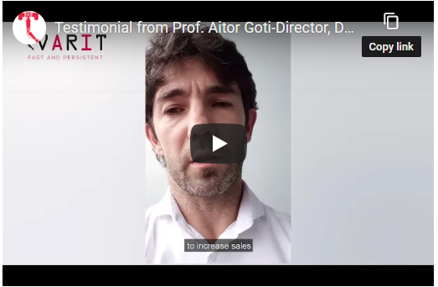 Testimonial from Prof. Aitor Goti-Director, D...
VARIT
FAST AND PERSISTENT
Copy link
to increase sales